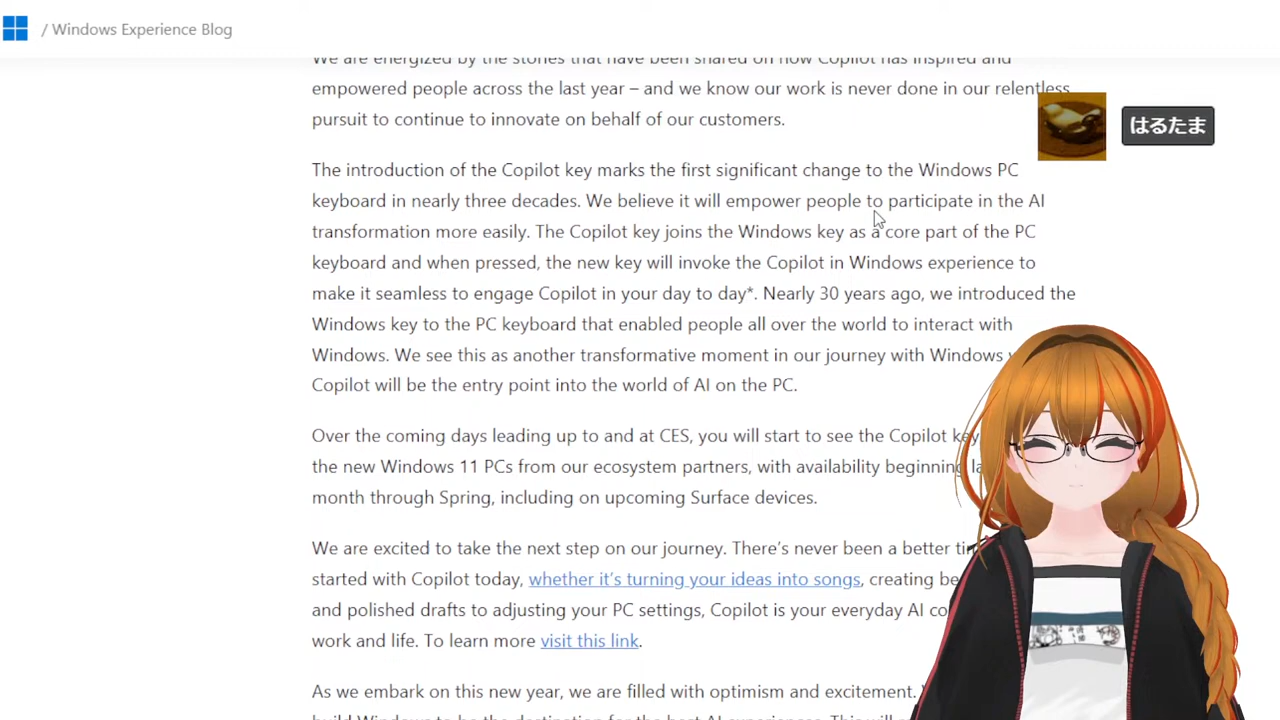 / Windows Experience Blog
We are energized by the stories that have been shared on how Copilot has inspired and
empowered people across the last year – and we know our work is never done in our relentless
pursuit to continue to innovate on behalf of our customers.
はるたま
The introduction of the Copilot key marks the first significant change to the Windows PC
keyboard in nearly three decades. We believe it will empower people to participate in the AI
transformation more easily. The Copilot key joins the Windows key as a core part of the PC
keyboard and when pressed, the new key will invoke the Copilot in Windows experience to
make it seamless to engage Copilot in your day to day*. Nearly 30 years ago, we introduced the
Windows key to the PC keyboard that enabled people all over the world to interact with
Windows. We see this as another transformative moment in our journey with Windows
Copilot will be the entry point into the world of AI on the PC.
Over the coming days leading up to and at CES, you will start to see the Copilot key
the new Windows 11 PCs from our ecosystem partners, with availability beginning
month through Spring, including on upcoming Surface devices.
We are excited to take the next step on our journey. There’s never been a better
started with Copilot today, whether it’s turning your ideas into songs, creating
and polished drafts to adjusting your PC settings, Copilot is your everyday AI
work and life. To learn more visit this link.
As we embark on this new year, we are filled with optimism and excitement.
build Windows to be the destination for the best AI experiences. This will